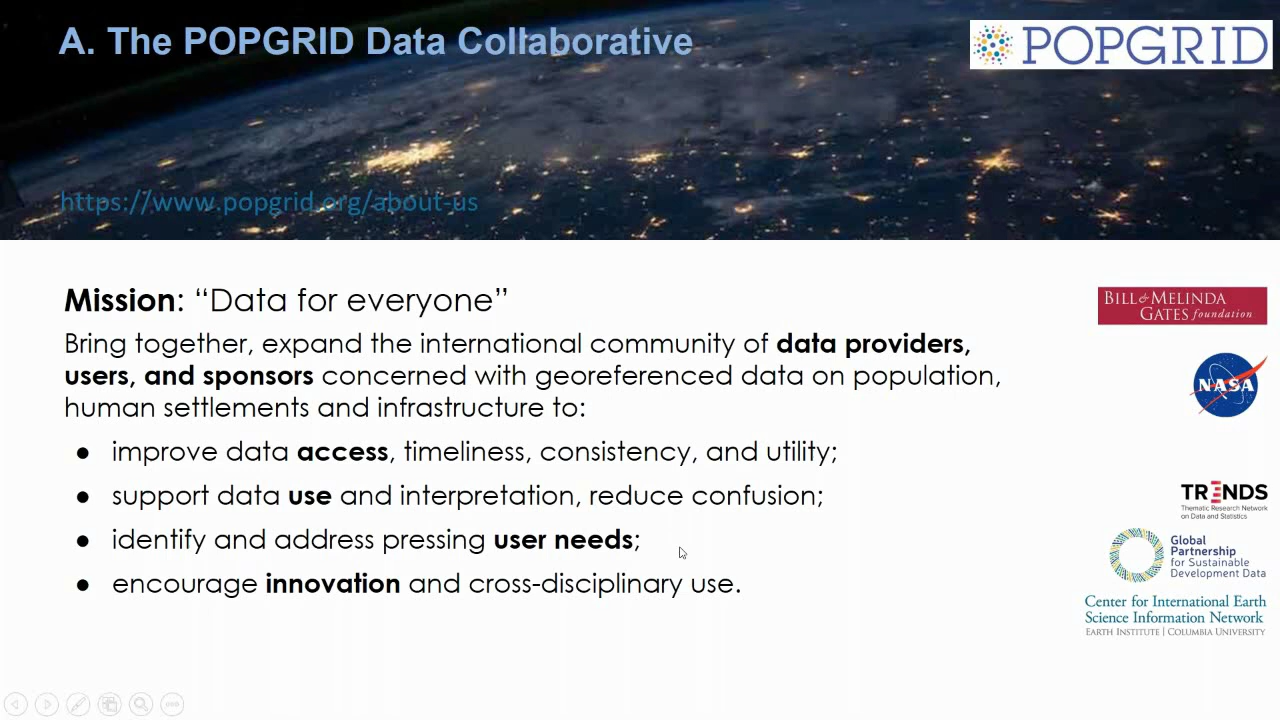 A. The POPGRID Data Collaborative
POPGRID
https://www.popgrid.org/about-us
Mission: “Data for everyone”
Bring together, expand the international community of data providers,
users, and sponsors concerned with georeferenced data on population,
human settlements and infrastructure to:
● improve data access, timeliness, consistency, and utility;
● support data use and interpretation, reduce confusion;
● identify and address pressing user needs;
● encourage innovation and cross-disciplinary use.
BILL & MELINDA
GATES foundation
NASA
TRENDS
Thematic Research Network
on Data and Statistics
Global
Partnership
for Sustainable
Development Data
Center for International Earth
Science Information Network
EARTH INSTITUTE | COLUMBIA UNIVERSITY